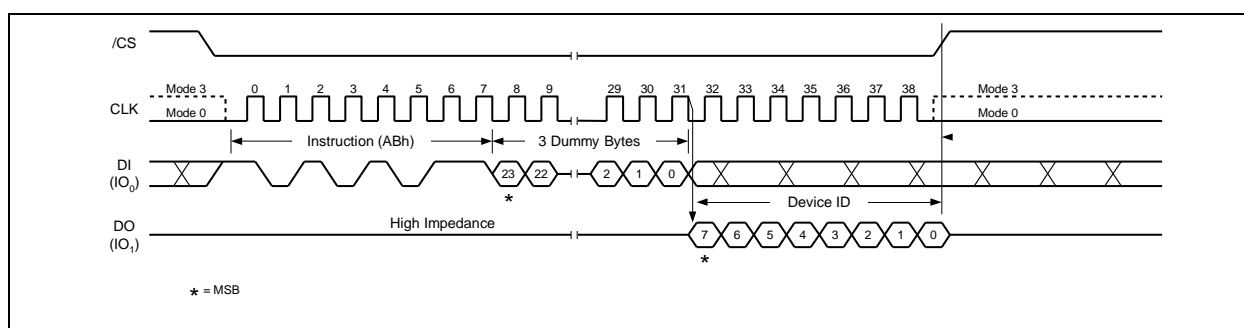 /CS
Mode 3 0 1 2 3 4 5 6 7 8 9 29 30 31 32 33 34 35 36 37 38 Mode 3
CLK
Mode 0 Mode 0
Instruction (ABh) 3 Dummy Bytes
DI
(IO0)
23 22 2 1 0
*
Device ID
High Impedance
DO
(IO1)
7 6 5 4 3 2 1 0
*
* = MSB